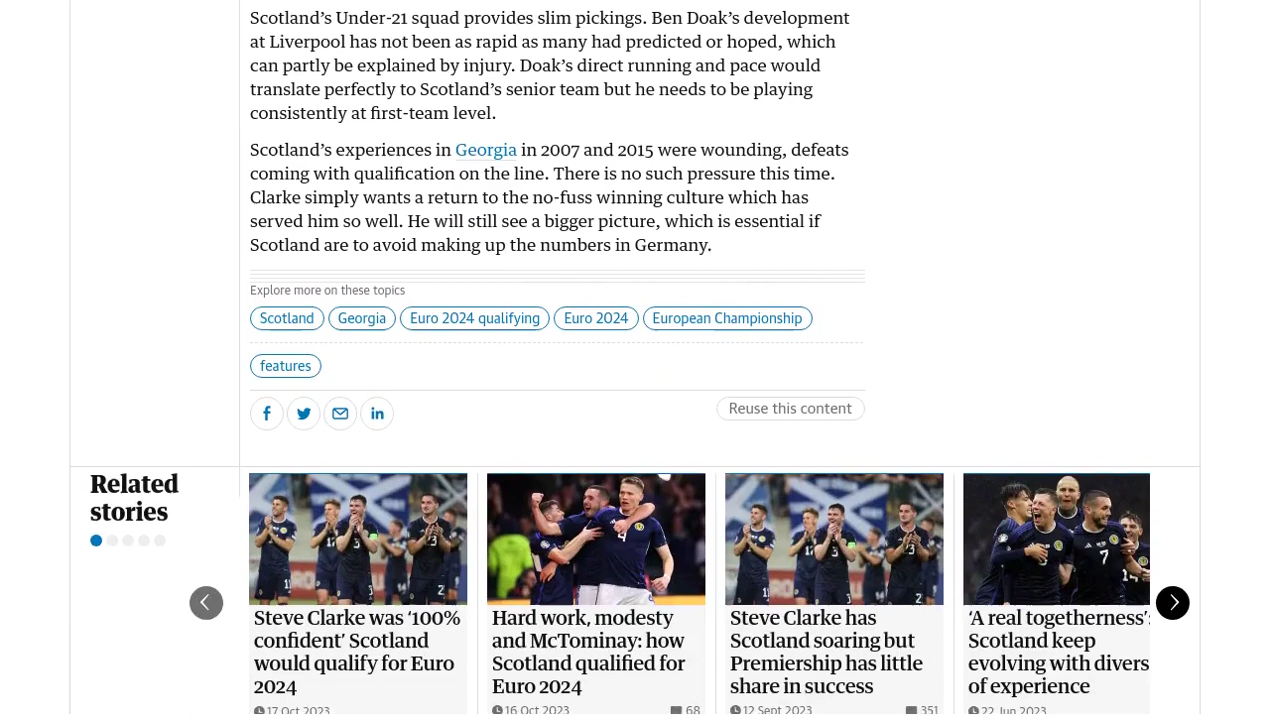 Scotland’s Under-21 squad provides slim pickings. Ben Doak’s development
at Liverpool has not been as rapid as many had predicted or hoped, which
can partly be explained by injury. Doak’s direct running and pace would
translate perfectly to Scotland’s senior team but he needs to be playing
consistently at first-team level.
Scotland’s experiences in Georgia in 2007 and 2015 were wounding, defeats
coming with qualification on the line. There is no such pressure this time.
Clarke simply wants a return to the no-fuss winning culture which has
served him so well. He will still see a bigger picture, which is essential if
Scotland are to avoid making up the numbers in Germany.
Explore more on these topics
Scotland Georgia Euro 2024 qualifying Euro 2024 European Championship
features
Reuse this content
Related
stories
Steve Clarke was ‘100%
confident’ Scotland
would qualify for Euro
2024
17 Oct 2023
Hard work, modesty
and McTominay: how
Scotland qualified for
Euro 2024
16 Oct 2023 68
Steve Clarke has
Scotland soaring but
Premiership has little
share in success
12 Sept 2023 351
‘A real togetherness’:
Scotland keep
evolving with divers
of experience
22 Jun 2023